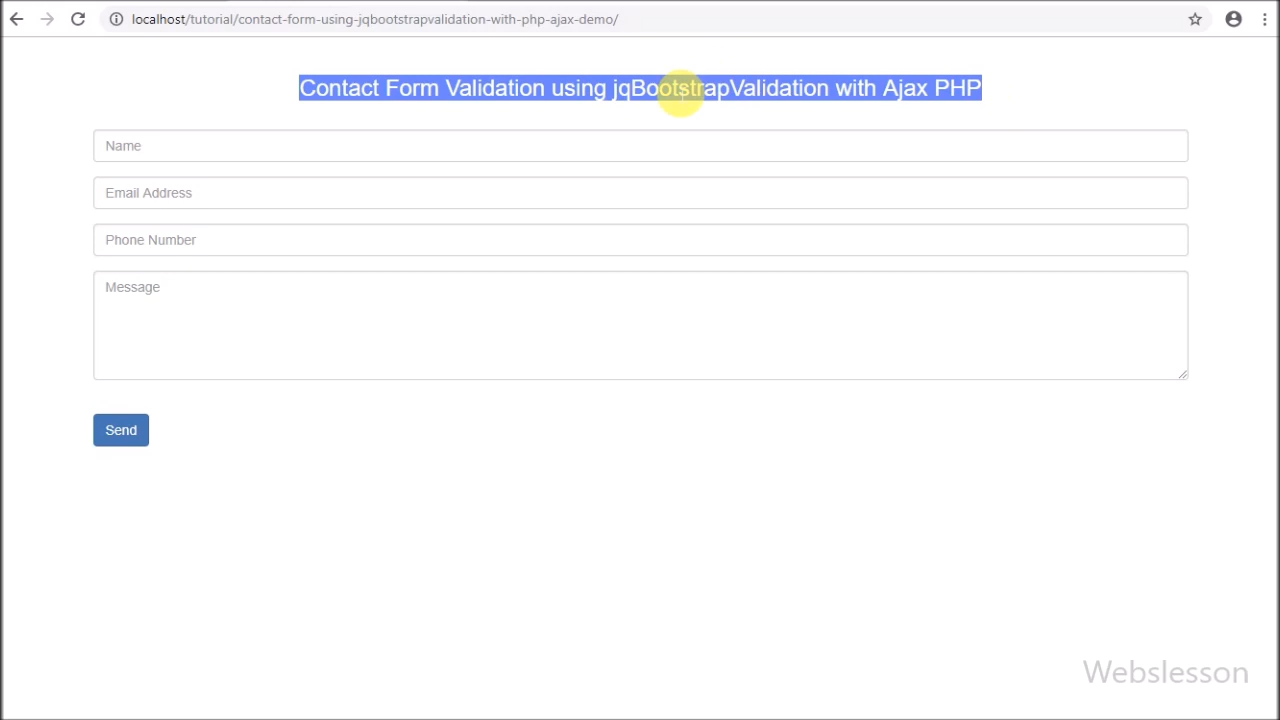 localhost/tutorial/contact-form-using-jqbootstrapvalidation-with-php-ajax-demo/
Contact Form Validation using jqBootstrapValidation with Ajax PHP
Name
Email Address
Phone Number
Message
Send
Webslesson